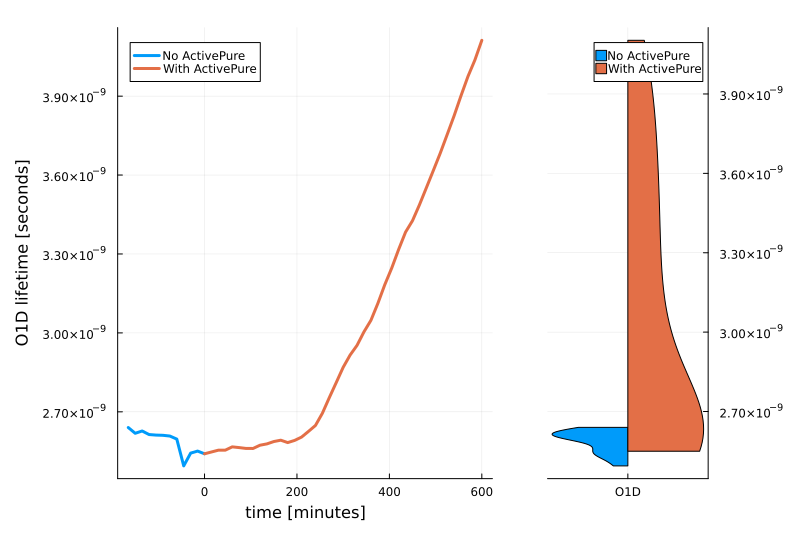 No ActivePure
With ActivePure
3.90×10⁻⁹
3.60×10⁻⁹
3.30×10⁻⁹
3.00×10⁻⁹
2.70×10⁻⁹
O1D lifetime [seconds]
0 200 400 600
time [minutes]
No ActivePure
With ActivePure
3.90×10⁻⁹
3.60×10⁻⁹
3.30×10⁻⁹
3.00×10⁻⁹
2.70×10⁻⁹
O1D